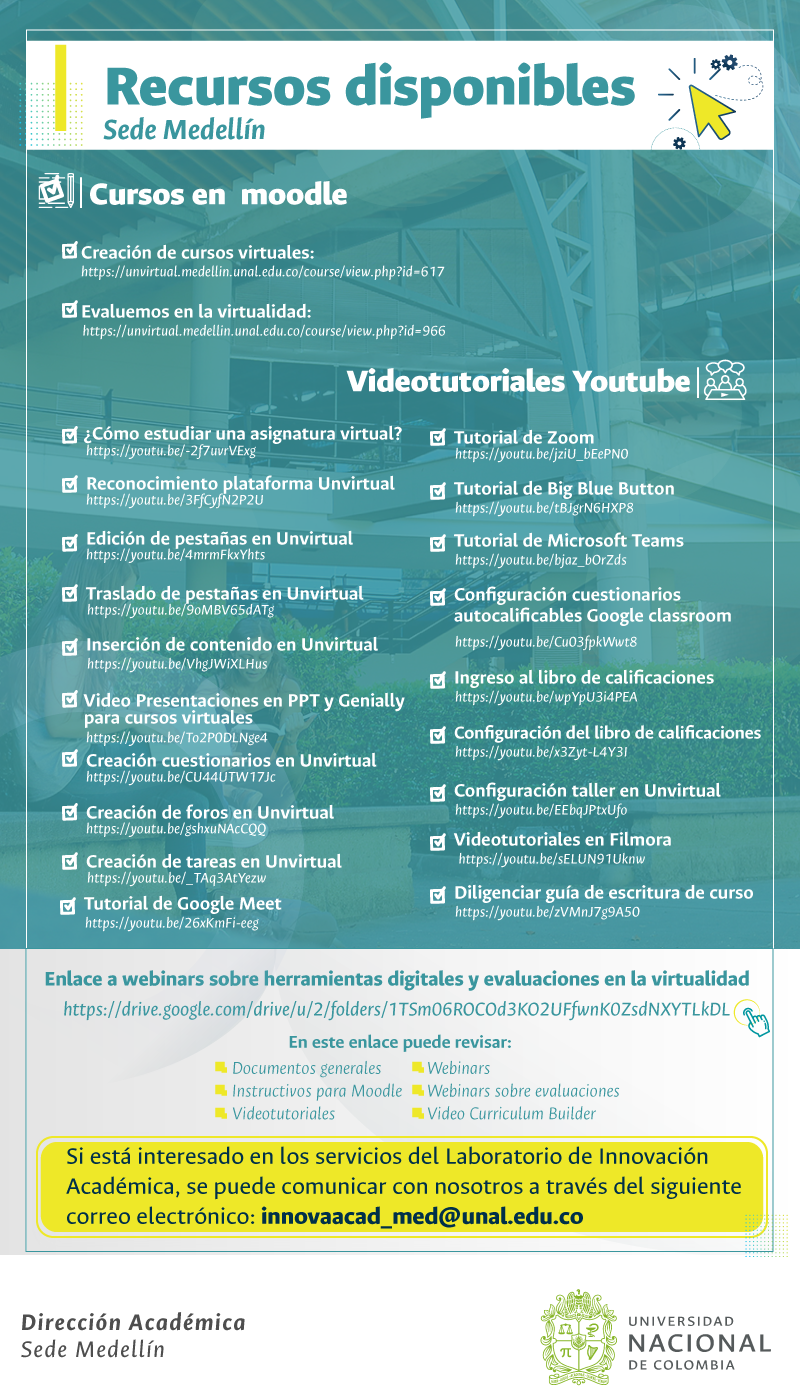 Recursos disponibles
Sede Medellín
Cursos en moodle
Creación de cursos virtuales:
https://unvirtual.medellin.unal.edu.co/course/view.php?id=617
Evaluemos en la virtualidad:
https://unvirtual.medellin.unal.edu.co/course/view.php?id=966
Videotutoriales Youtube
¿Cómo estudiar una asignatura virtual?
https://youtu.be/-2f7uvrVExg
Reconocimiento plataforma Unvirtual
https://youtu.be/3FfCyfN2P2U
Edición de pestañas en Unvirtual
https://youtu.be/4mrmFkxYhts
Traslado de pestañas en Unvirtual
https://youtu.be/9oMBV65dATg
Inserción de contenido en Unvirtual
https://youtu.be/VhgJWiXLHus
Video Presentaciones en PPT y Genially
para cursos virtuales
https://youtu.be/To2P0DLNge4
Creación cuestionarios en Unvirtual
https://youtu.be/CU44UTW17Jc
Creación de foros en Unvirtual
https://youtu.be/gshxuNAcCQQ
Creación de tareas en Unvirtual
https://youtu.be/_TAq3AtYezw
Tutorial de Google Meet
https://youtu.be/26xKmFi-eeg
Tutorial de Zoom
https://youtu.be/jziU_bEePN0
Tutorial de Big Blue Button
https://youtu.be/tBJgrN6HXP8
Tutorial de Microsoft Teams
https://youtu.be/bjaz_bOrZds
Configuración cuestionarios
autocalificables Google classroom
https://youtu.be/Cu03fpkWwt8
Ingreso al libro de calificaciones
https://youtu.be/wpYpU3i4PEA
Configuración del libro de calificaciones
https://youtu.be/x3Zyt-L4Y3I
Configuración taller en Unvirtual
https://youtu.be/EEbqJPtxUfo
Videotutoriales en Filmora
https://youtu.be/sELUN91Uknw
Diligenciar guía de escritura de curso
https://youtu.be/zVMnJ7g9A50
Enlace a webinars sobre herramientas digitales y evaluaciones en la virtualidad
https://drive.google.com/drive/u/2/folders/1TSm06ROCOd3KO2UFfwnK0ZsdNXYTLkDL
En este enlace puede revisar:
Documentos generales
Instructivos para Moodle
Videotutoriales
Webinars
Webinars sobre evaluaciones
Video Curriculum Builder
Si está interesado en los servicios del Laboratorio de Innovación
Académica, se puede comunicar con nosotros a través del siguiente
correo electrónico: innovaacad_med@unal.edu.co
Dirección Académica
Sede Medellín
UNIVERSIDAD
NACIONAL
DE COLOMBIA